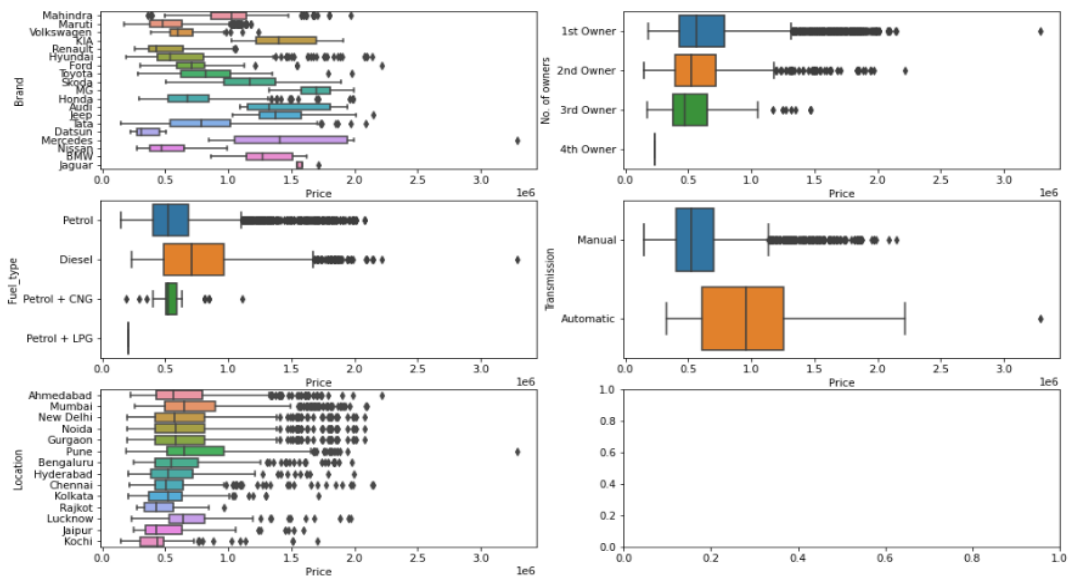 Brand
Mahindra
Maruti
Volkswagen
KIA
Renault
Hyundai
Ford
Toyota
Skoda
MG
Honda
Audi
Jeep
Tata
Datsun
Mercedes
Nissan
BMW
Jaguar
0.0 0.5 1.0 1.5 2.0 2.5 3.0
Price
1e6
No. of owners
1st Owner
2nd Owner
3rd Owner
4th Owner
0.0 0.5 1.0 1.5 2.0 2.5 3.0
Price
1e6
Fuel_type
Petrol
Diesel
Petrol + CNG
Petrol + LPG
0.0 0.5 1.0 1.5 2.0 2.5 3.0
Price
1e6
Transmission
Manual
Automatic
0.0 0.5 1.0 1.5 2.0 2.5 3.0
Price
1e6
Location
Ahmedabad
Mumbai
New Delhi
Noida
Gurgaon
Pune
Bengaluru
Hyderabad
Chennai
Kolkata
Rajkot
Lucknow
Jaipur
Kochi
0.0 0.5 1.0 1.5 2.0 2.5 3.0
Price
1e6
1.0
0.8
0.6
0.4
0.2
0.0
0.0 0.2 0.4 0.6 0.8 1.0